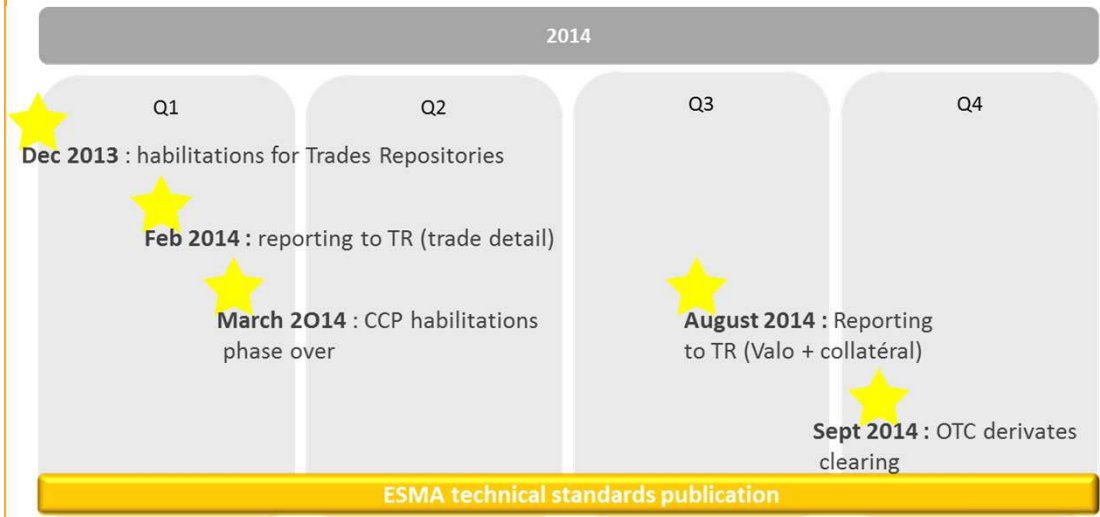 2014
Q1
Q2
Q3
Q4
Dec 2013 : habilitations for Trades Repositories
Feb 2014 : reporting to TR (trade detail)
March 2O14 : CCP habilitations
phase over
August 2014 : Reporting
to TR (Valo + collatéral)
Sept 2014 : OTC derivates
clearing
ESMA technical standards publication